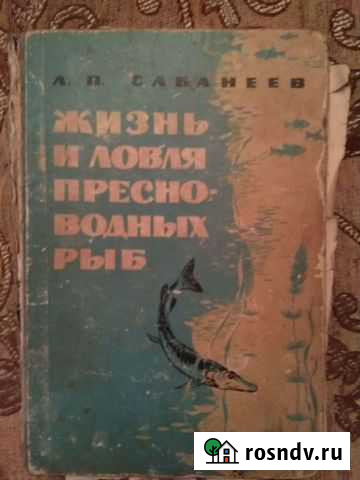 Л. П. САБАНЕЕВ
ЖИЗНЬ
И ЛОВЛЯ
ПРЕСНО-
ВОДНЫХ
РЫБ
rosndv.ru